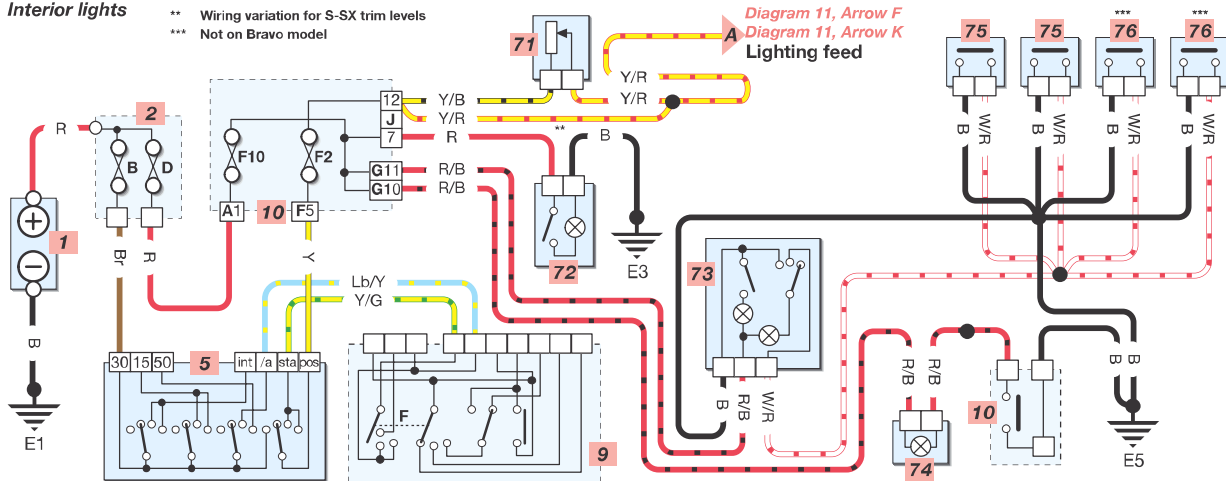 Interior lights
** Wiring variation for S-SX trim levels
*** Not on Bravo model
Diagram 11, Arrow F
Diagram 11, Arrow K
Lighting feed
A
71
75
75
***
76
***
76
2
R
B
D
F10
F2
12
J
7
G11
G10
A1
10
F5
Y/B
Y/R
Y/R
Y/R
R
**
B
R/B
R/B
B
W/R
B
W/R
B
W/R
B
W/R
1
Br
R
Y
72
E3
73
Lb/Y
Y/G
B
E1
30
15
50
5
int
/a
sta
pos
F
9
B
R/B
W/R
R/B
R/B
74
10
B
B
E5